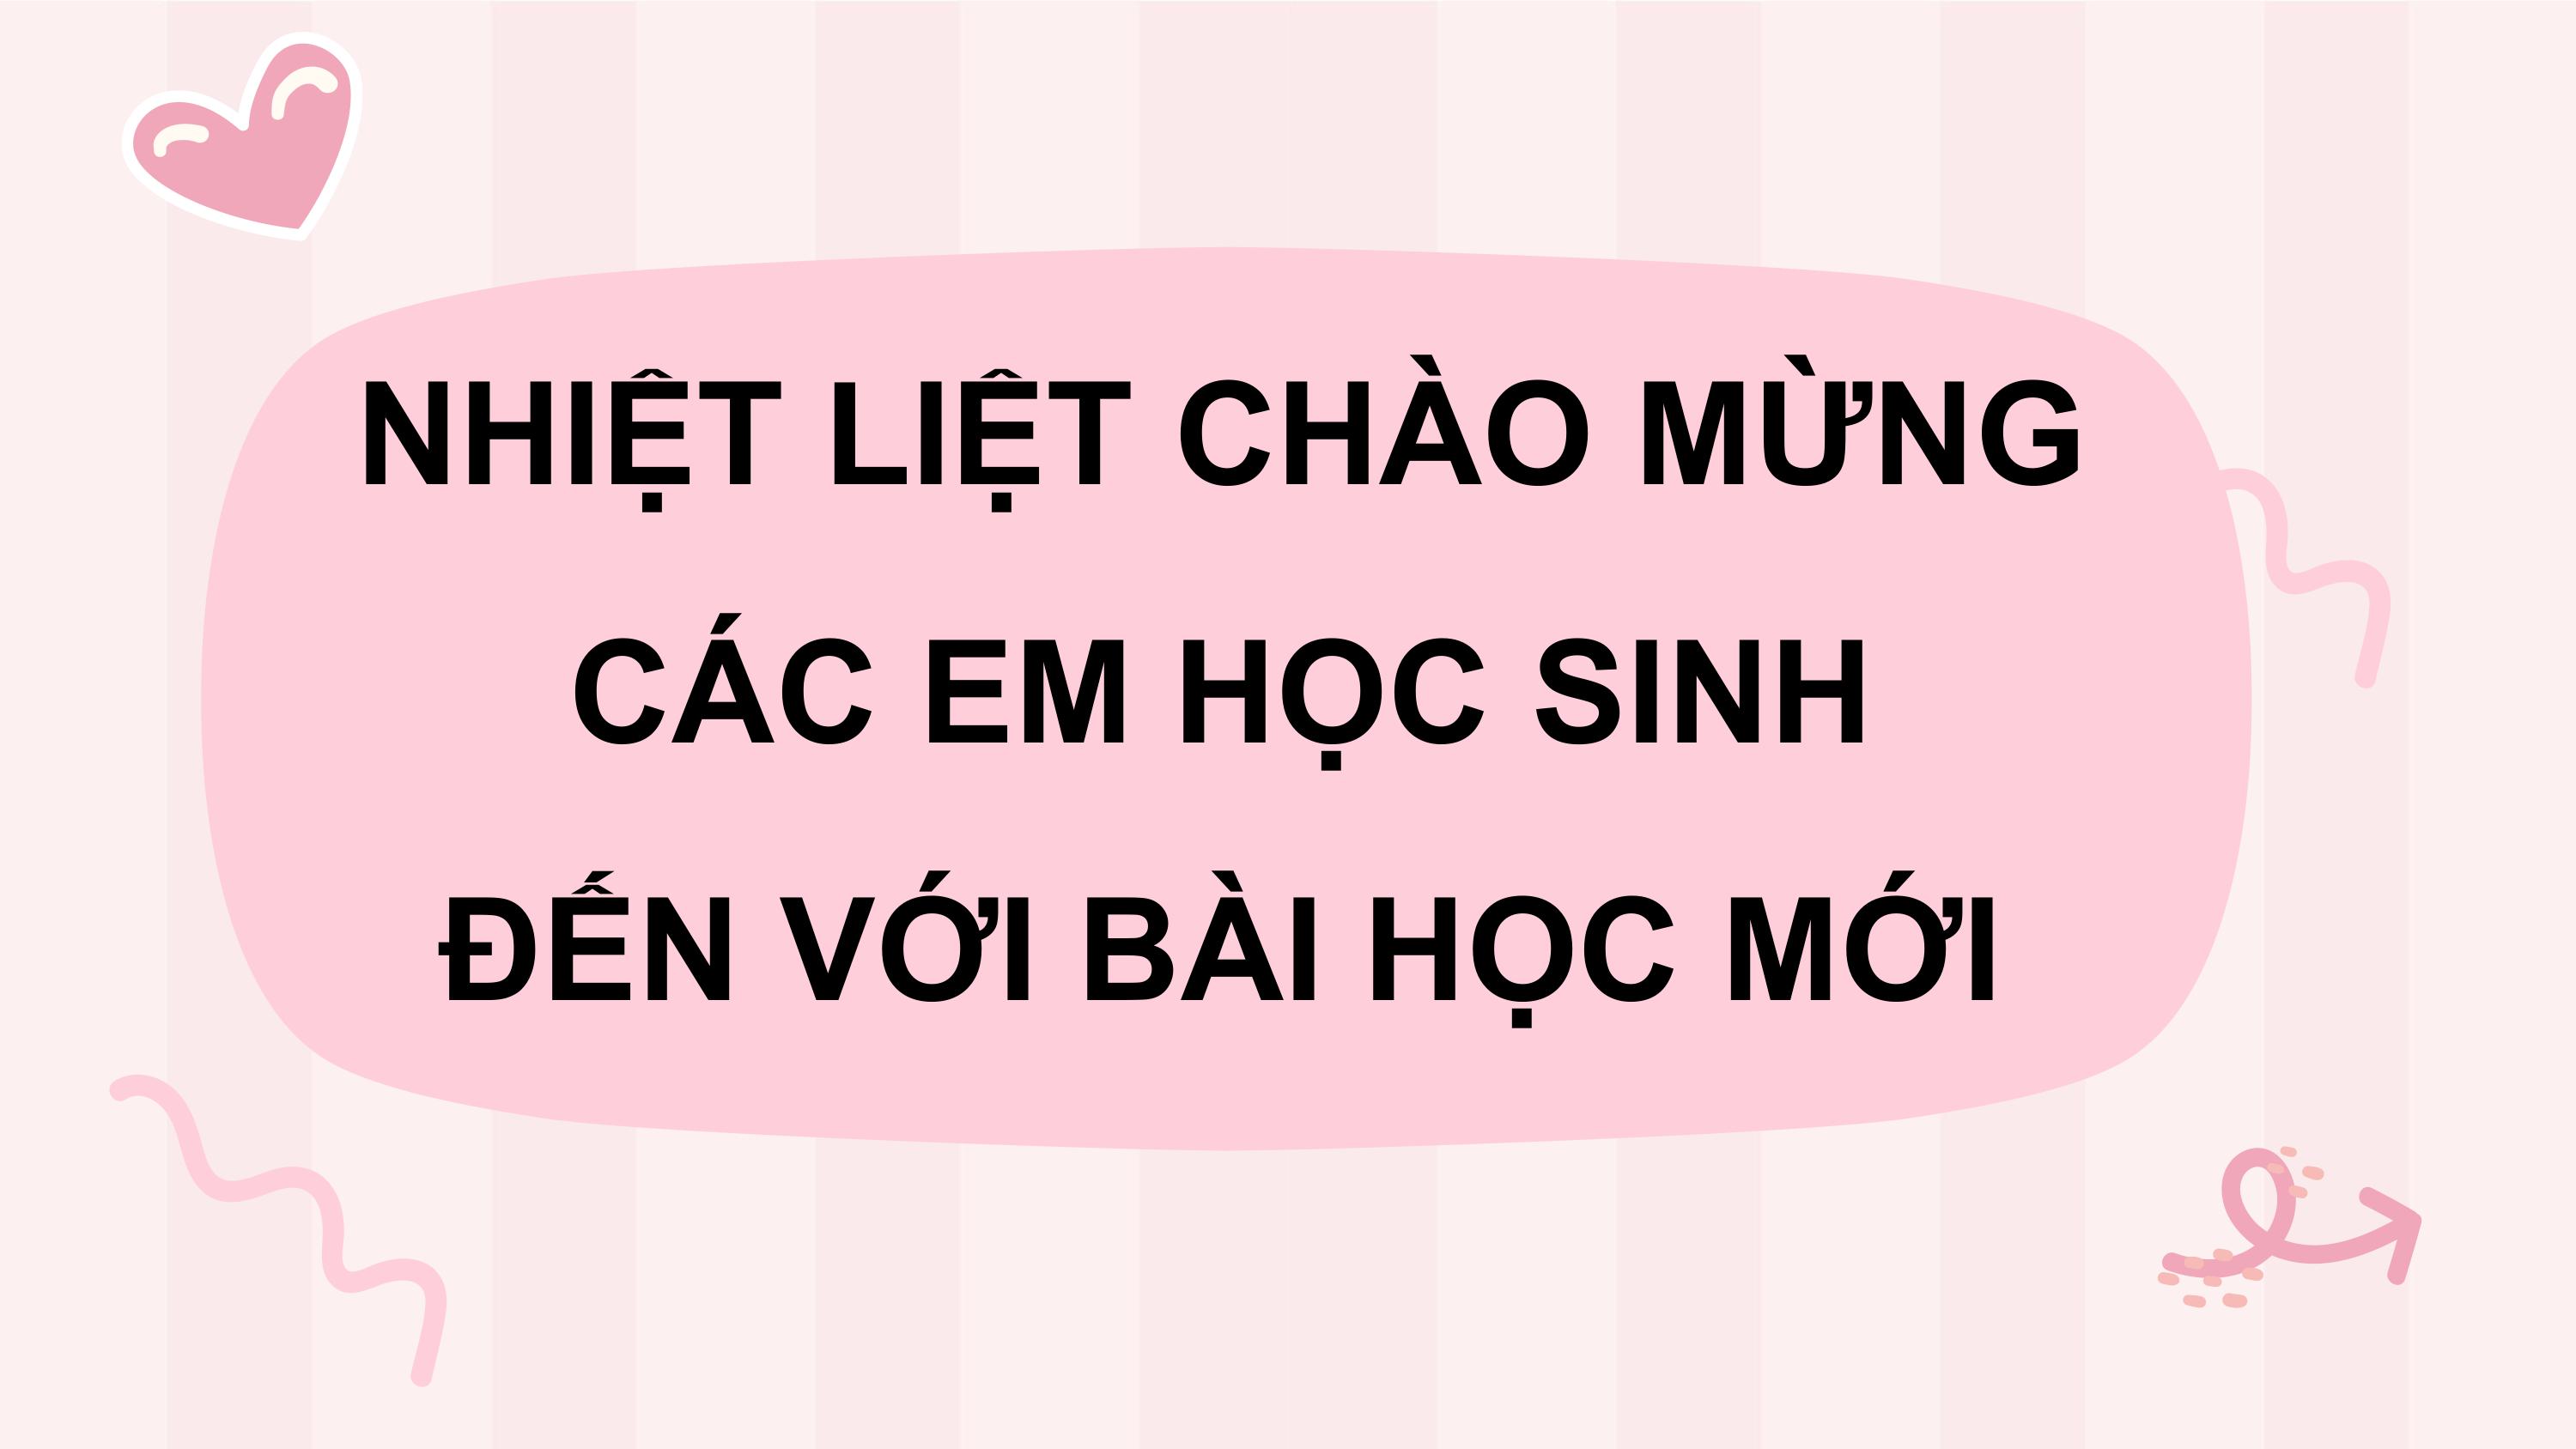 NHIỆT LIỆT CHÀO MỪNG
CÁC EM HỌC SINH
ĐẾN VỚI BÀI HỌC MỚI